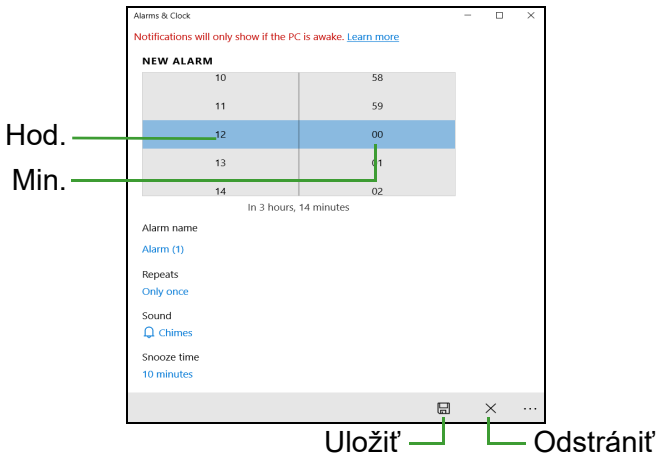 Alarms & Clock
Notifications will only show if the PC is awake. Learn more
NEW ALARM
10 58
11 59
Hod. 12 00
13 01
Min.
14 02
In 3 hours, 14 minutes
Alarm name
Alarm (1)
Repeats
Only once
Sound
Chimes
Snooze time
10 minutes
Uložiť Odstrániť